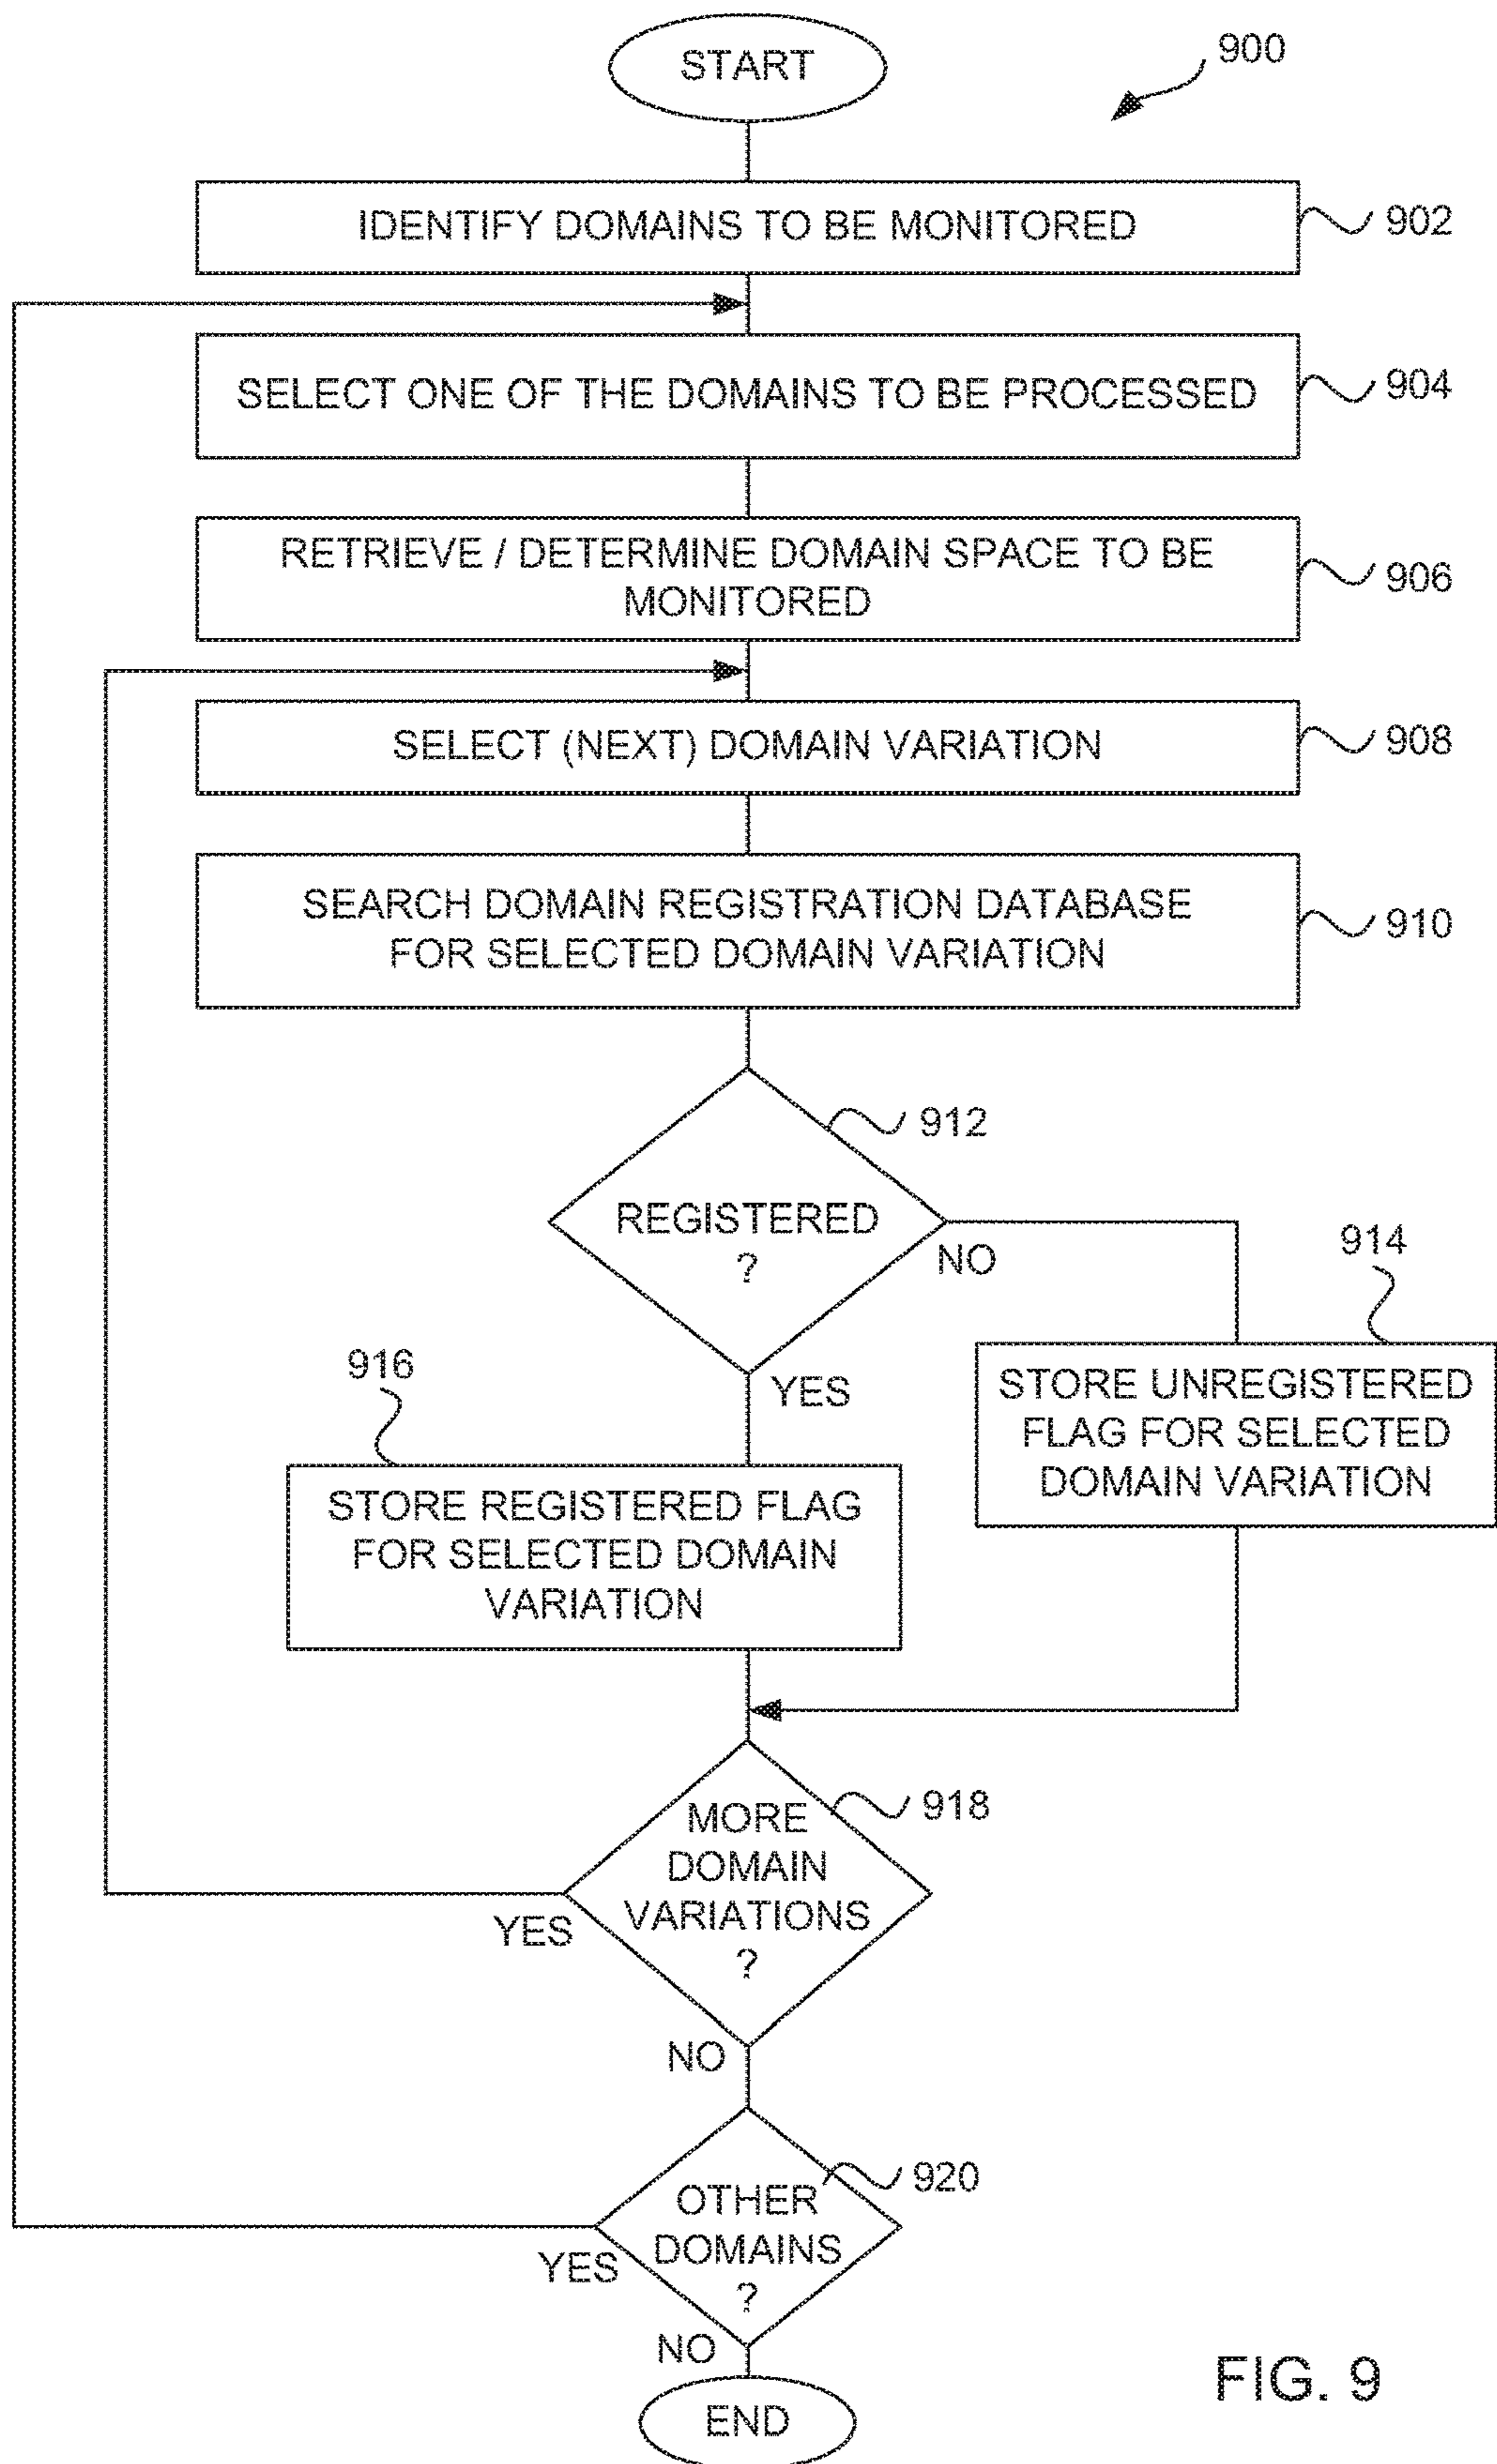 START
900
IDENTIFY DOMAINS TO BE MONITORED
902
SELECT ONE OF THE DOMAINS TO BE PROCESSED
904
RETRIEVE / DETERMINE DOMAIN SPACE TO BE
MONITORED
906
SELECT (NEXT) DOMAIN VARIATION
908
SEARCH DOMAIN REGISTRATION DATABASE
FOR SELECTED DOMAIN VARIATION
910
912
REGISTERED
?
NO
YES
914
STORE UNREGISTERED
FLAG FOR SELECTED
DOMAIN VARIATION
916
STORE REGISTERED FLAG
FOR SELECTED DOMAIN
VARIATION
918
MORE
DOMAIN
VARIATIONS
?
YES
NO
920
OTHER
DOMAINS
?
YES
NO
END
FIG. 9